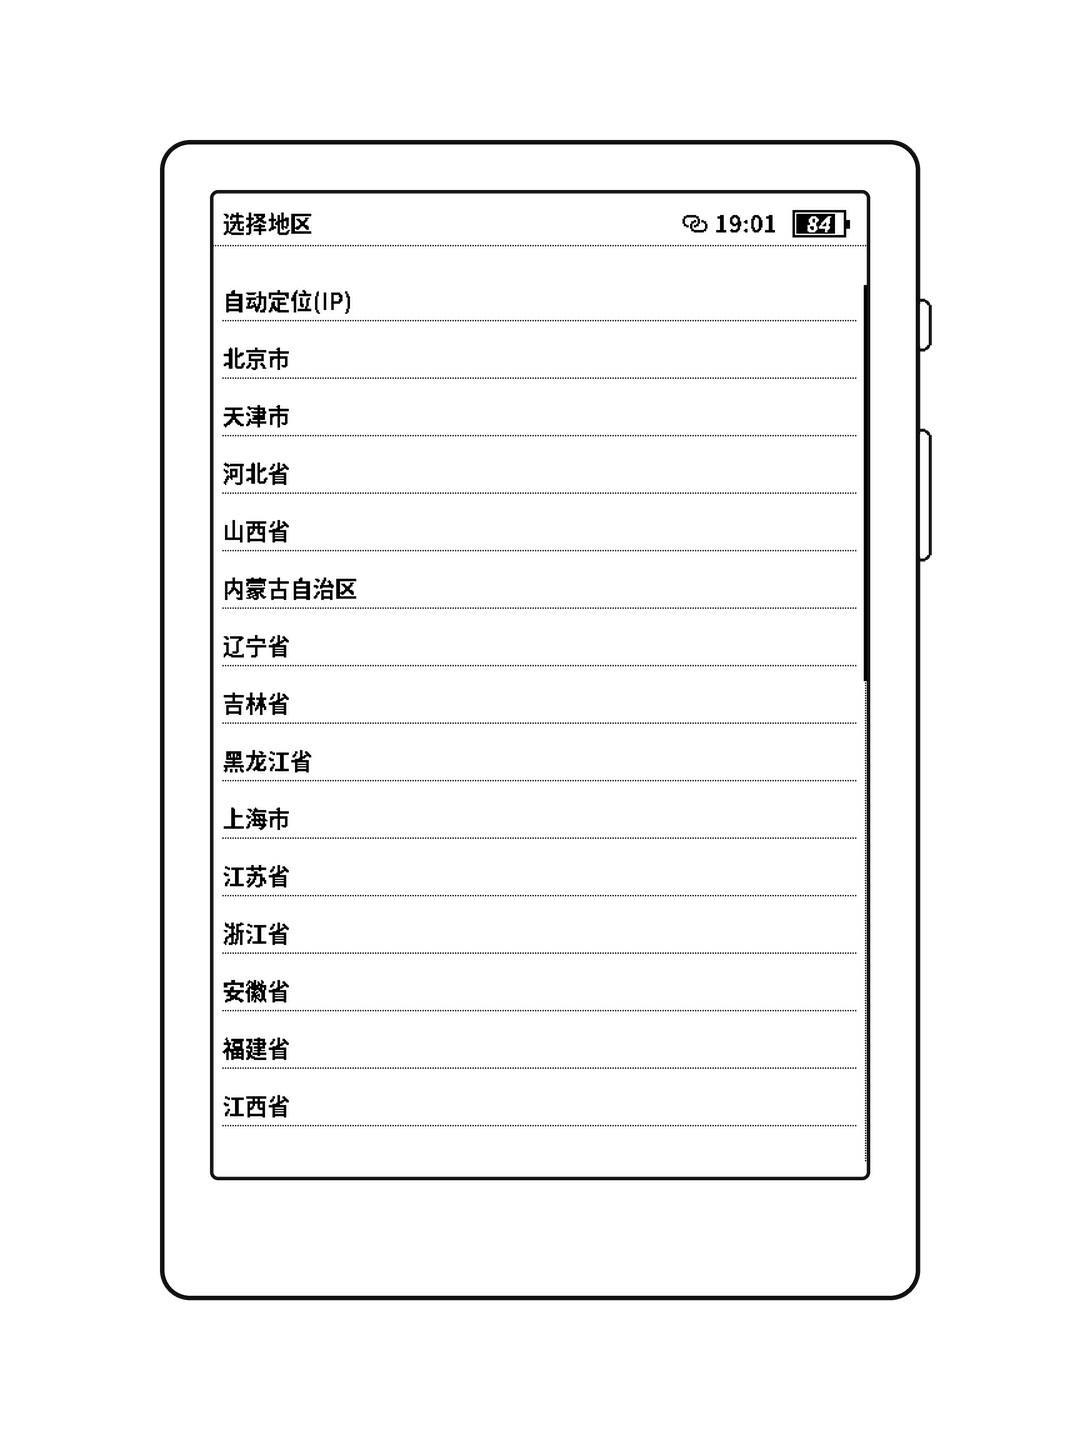 选择地区 19:01 84
自动定位(IP)
北京市
天津市
河北省
山西省
内蒙古自治区
辽宁省
吉林省
黑龙江省
上海市
江苏省
浙江省
安徽省
福建省
江西省